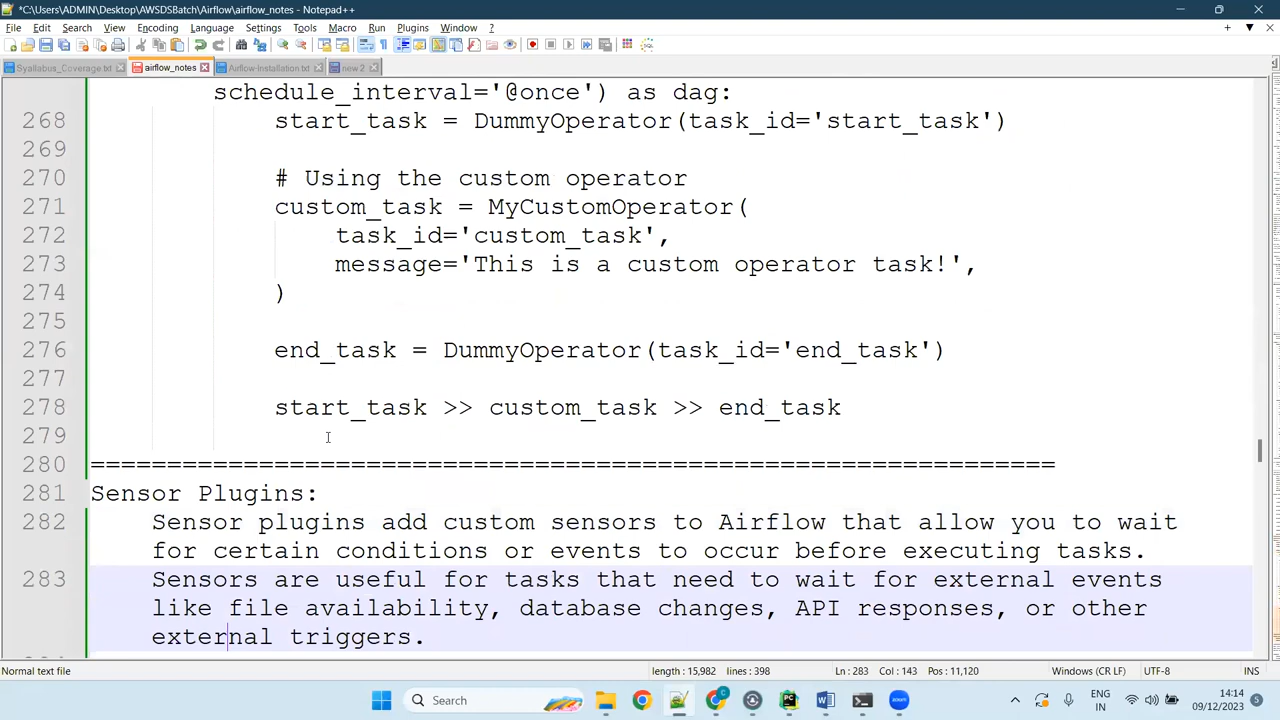 *C:\Users\ADMIN\Desktop\AWSDSBatch\Airflow\airflow_notes - Notepad++
File Edit Search View Encoding Language Settings Tools Macro Run Plugins Window ?
Syallabus_Coverage.txt airflow_notes Airflow-Installation.txt new 2
schedule_interval='@once') as dag:
268 start_task = DummyOperator(task_id='start_task')
269
270 # Using the custom operator
271 custom_task = MyCustomOperator(
272 task_id='custom_task',
273 message='This is a custom operator task!',
274 )
275
276 end_task = DummyOperator(task_id='end_task')
277
278 start_task >> custom_task >> end_task
279
280 ===============================================================
281 Sensor Plugins:
282 Sensor plugins add custom sensors to Airflow that allow you to wait
for certain conditions or events to occur before executing tasks.
283 Sensors are useful for tasks that need to wait for external events
like file availability, database changes, API responses, or other
external triggers.
Normal text file length : 15,982 lines : 398 Ln : 283 Col : 143 Pos : 11,120 Windows (CR LF) UTF-8 INS
Search ENG IN 14:14 09/12/2023